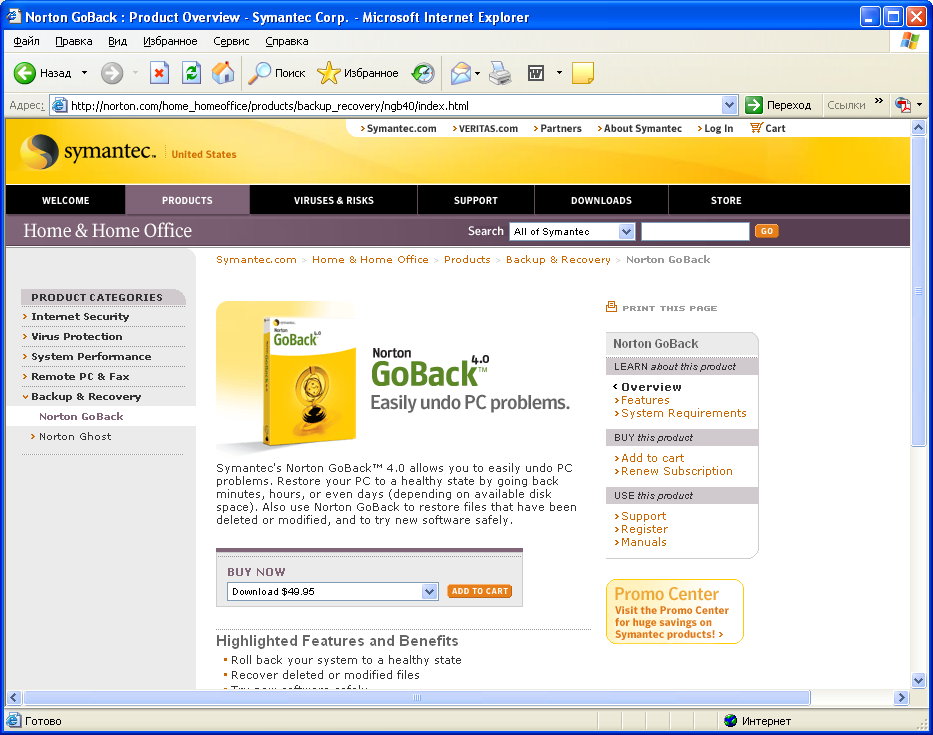 Norton GoBack : Product Overview - Symantec Corp. - Microsoft Internet Explorer
Файл Правка Вид Избранное Сервис Справка
Назад Поиск Избранное
Адрес: http://norton.com/home_homeoffice/products/backup_recovery/ngb40/index.html Переход Ссылки »
> Symantec.com > VERITAS.com > Partners > About Symantec > Log In Cart
symantec™ United States
WELCOME PRODUCTS VIRUSES & RISKS SUPPORT DOWNLOADS STORE
Home & Home Office Search All of Symantec GO
Symantec.com > Home & Home Office > Products > Backup & Recovery > Norton GoBack
PRODUCT CATEGORIES
Internet Security
Virus Protection
System Performance
Remote PC & Fax
Backup & Recovery
Norton GoBack
Norton Ghost
symantec.
Norton
GoBack 4.0
Norton
GoBack™ 4.0
Easily undo PC problems.
Symantec's Norton GoBack™ 4.0 allows you to easily undo PC
problems. Restore your PC to a healthy state by going back
minutes, hours, or even days (depending on available disk
space). Also use Norton GoBack to restore files that have been
deleted or modified, and to try new software safely.
BUY NOW
Download $49.95 ADD TO CART
Highlighted Features and Benefits
Roll back your system to a healthy state
Recover deleted or modified files
Try new software safely
PRINT THIS PAGE
Norton GoBack
LEARN about this product
Overview
Features
System Requirements
BUY this product
Add to cart
Renew Subscription
USE this product
Support
Register
Manuals
Promo Center
Visit the Promo Center
for huge savings on
Symantec products! >
Готово Интернет